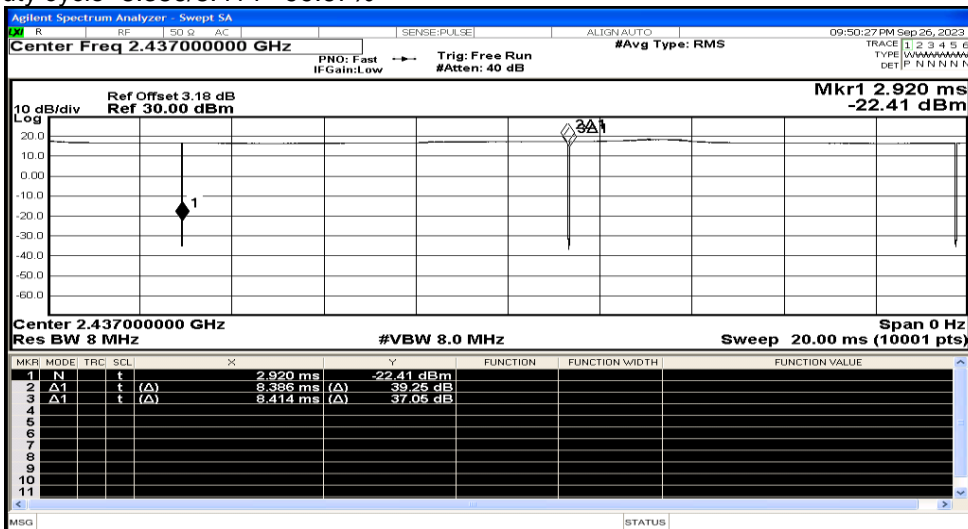 Agilent Spectrum Analyzer - Swept SA
LXI R RF 50 Ω AC SENSE:PULSE ALIGN AUTO 09:50:27 PM Sep 26, 2023
Center Freq 2.437000000 GHz #Avg Type: RMS TRACE 1 2 3 4 5 6
PNO: Fast Trig: Free Run TYPE
IFGain:Low #Atten: 40 dB DET P N N N N N
Mkr1 2.920 ms
Ref Offset 3.18 dB
10 dB/div Ref 30.00 dBm -22.41 dBm
Log
20.0
10.0
0.00
-10.0
1
-20.0
-30.0
-40.0
-50.0
-60.0
Center 2.437000000 GHz Span 0 Hz
Res BW 8 MHz #VBW 8.0 MHz Sweep 20.00 ms (10001 pts)
MKR MODE TRC SCL X Y FUNCTION FUNCTION WIDTH FUNCTION VALUE
1 N t 2.920 ms -22.41 dBm
2 Δ1 t (Δ) 8.386 ms (Δ) 39.25 dB
3 Δ1 t (Δ) 8.414 ms (Δ) 37.05 dB
4
5
6
7
8
9
10
11
MSG STATUS